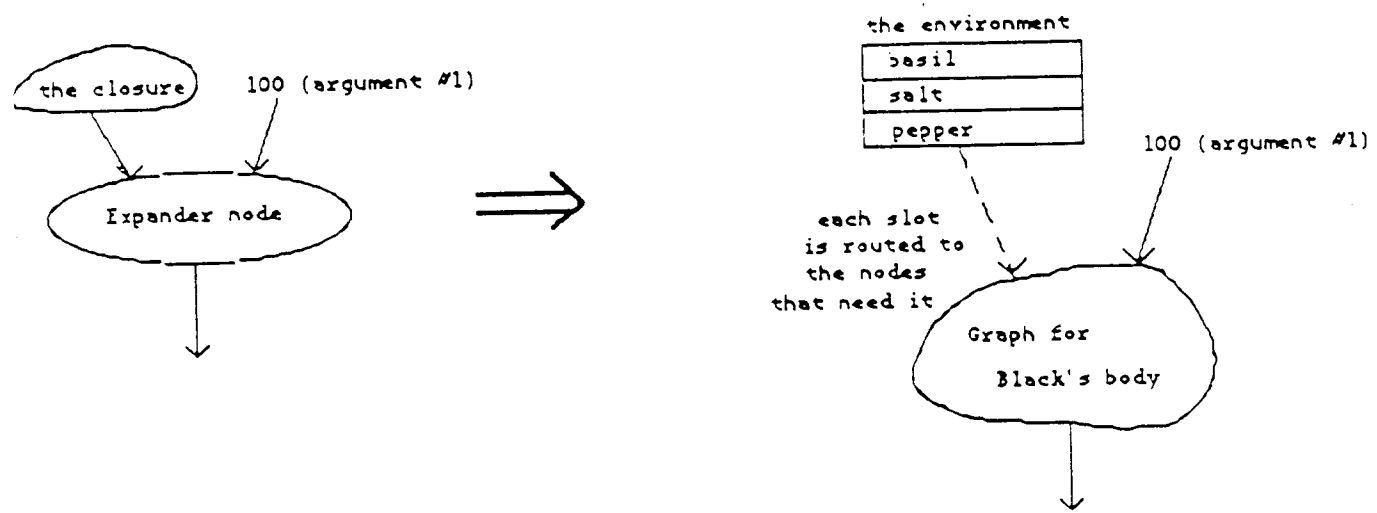 the closure
100 (argument #1)
Expander node
the environment
basil
salt
pepper
100 (argument #1)
each slot
is routed to
the nodes
that need it
Graph for
Black's body